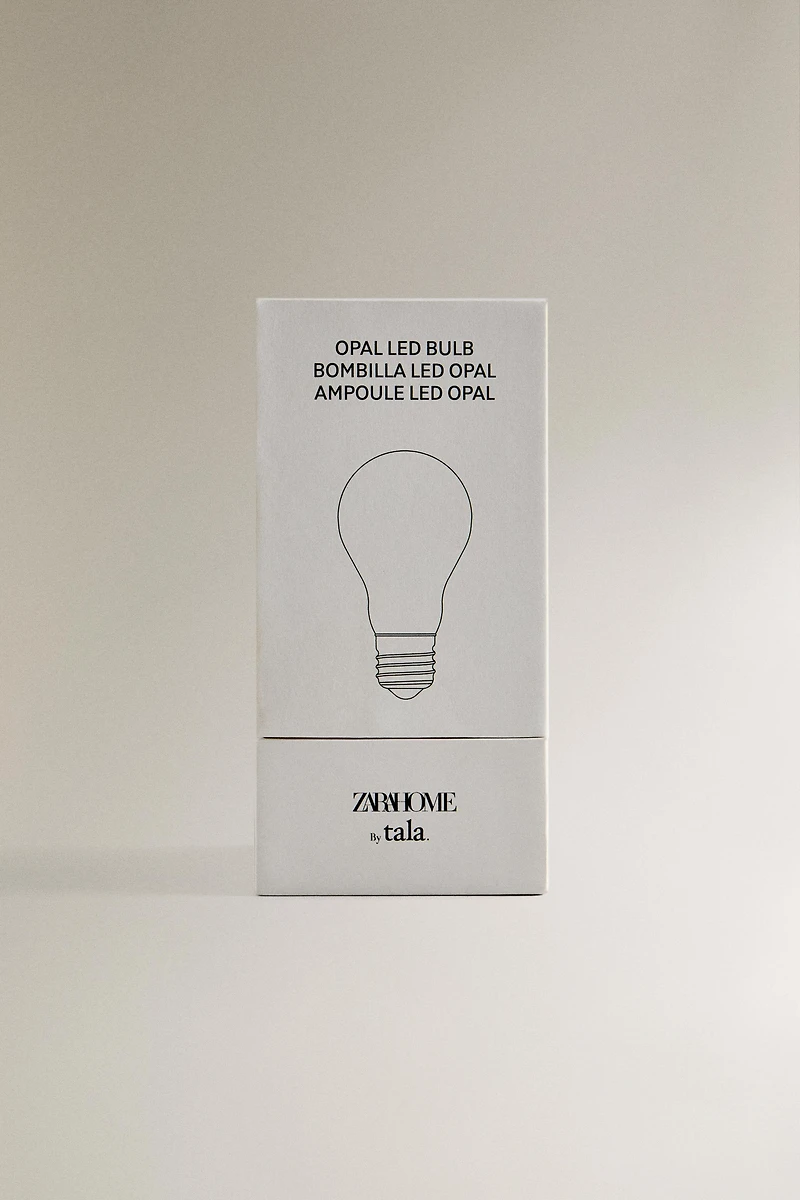 OPAL LED BULB
BOMBILLA LED OPAL
AMPOULE LED OPAL
ZARAHOME
By tala.